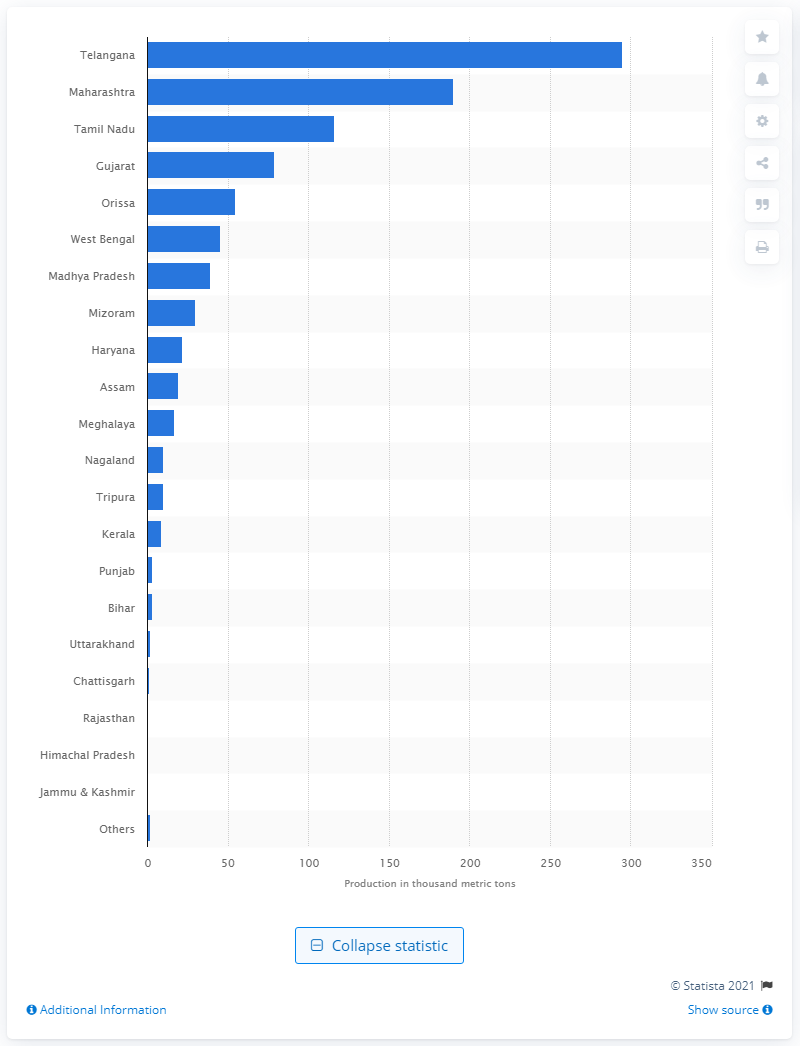 Telangana
Maharashtra
Tamil Nadu
Gujarat
Orissa
West Bengal
Madhya Pradesh
Mizoram
Haryana
Assam
Meghalaya
Nagaland
Tripura
Kerala
Punjab
Bihar
Uttarakhand
Chattisgarh
Rajasthan
Himachal Pradesh
Jammu & Kashmir
Others
0 50 100 150 200 250 300 350
Production in thousand metric tons
Collapse statistic
© Statista 2021
Additional Information
Show source